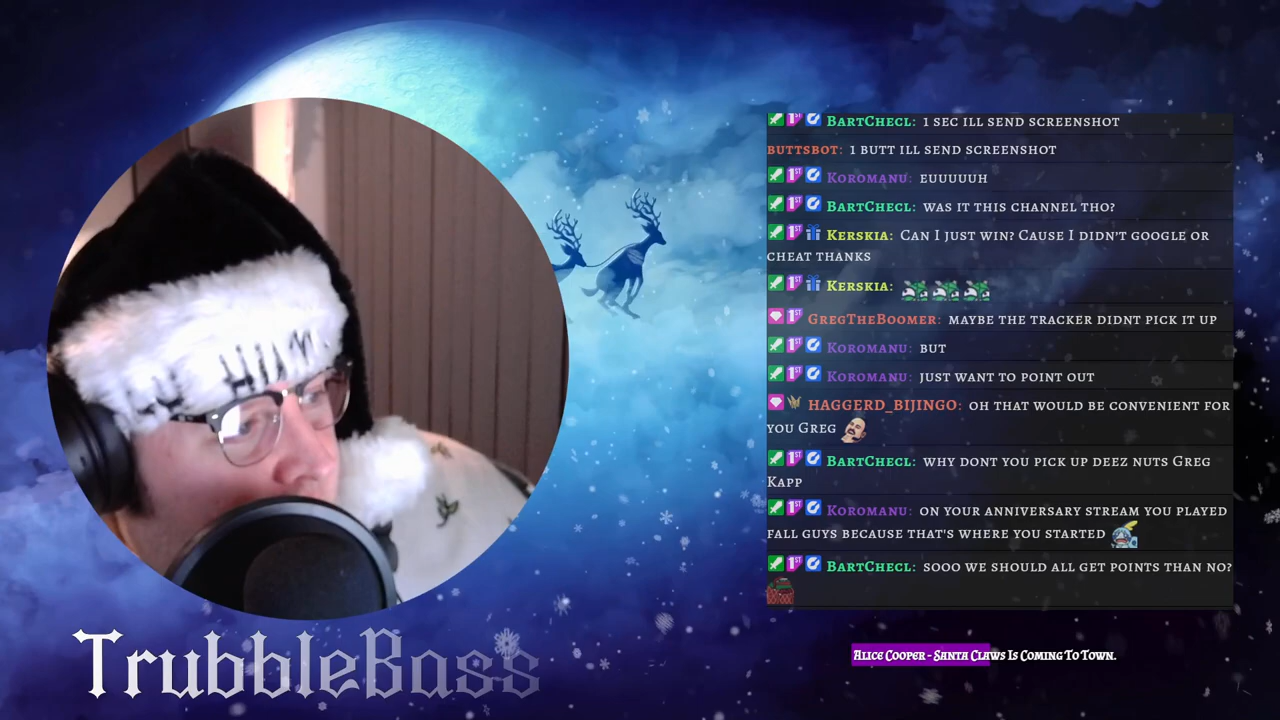 BartChecl: 1 sec ill send screenshot
buttsbot: 1 butt ill send screenshot
Koromanu: euuuuuh
BartChecl: was it this channel tho?
Kerskia: Can I just win? Cause I didn't google or
cheat thanks
Kerskia:
GregTheBoomer: maybe the tracker didnt pick it up
Koromanu: but
Koromanu: just want to point out
HAGGERD_BIJINGO: oh that would be convenient for
you Greg
BartChecl: why dont you pick up deez nuts Greg
Kapp
Koromanu: on your anniversary stream you played
fall guys because that's where you started
BartChecl: sooo we should all get points than no?
TrubbleBass
Alice Cooper - Santa Claws Is Coming To Town.